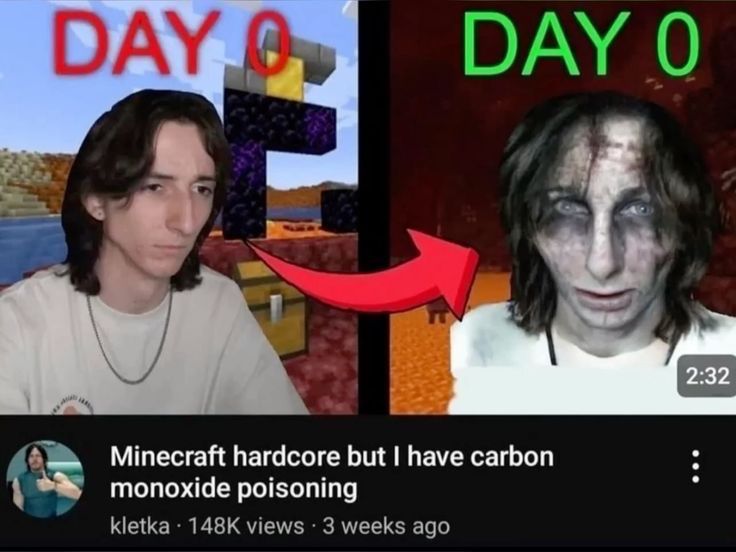 DAY 0
DAY 0
2:32
Minecraft hardcore but I have carbon
monoxide poisoning
kletka · 148K views · 3 weeks ago